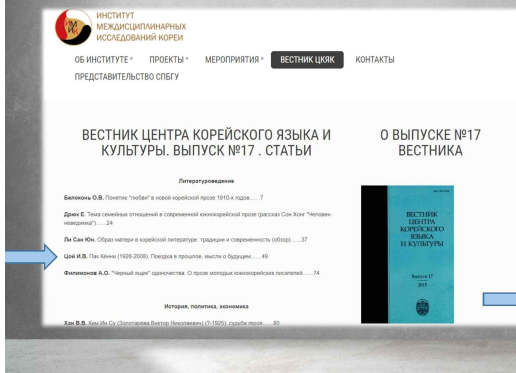 ИНСТИТУТ
МЕЖДИСЦИПЛИНАРНЫХ
ИССЛЕДОВАНИЙ КОРЕИ
ОБ ИНСТИТУТЕ
ПРОЕКТЫ
МЕРОПРИЯТИЯ
ВЕСТНИК ЦКЯК
КОНТАКТЫ
ПРЕДСТАВИТЕЛЬСТВО СПБГУ
ВЕСТНИК ЦЕНТРА КОРЕЙСКОГО ЯЗЫКА И
КУЛЬТУРЫ. ВЫПУСК №17 . СТАТЬИ
Литературоведение
Белоконь О.В. Понятие "любви" в новой корейской прозе 1910-х годов……7
Дрюк Е. Тема семейных отношений в современной южнокорейской прозе (рассказ Сон Хонг "Человек-
невидимка")……24
Ли Сан Юн. Образ матери в корейской литературе: традиции и современность (обзор)……37
Цой И.В. Пак Кённи (1926-2008). Поездка в прошлое, мысли о будущем……49
Филимонов А.О. "Черный ящик" одиночества. О прозе молодых южнокорейских писателей……74
История, политика, экономика
Хан В.В. Ким Ин Су (Золотарёва Виктор Николаевич) (?-1925): судьба героя……80
О ВЫПУСКЕ №17
ВЕСТНИКА
ВЕСТНИК
ЦЕНТРА
КОРЕЙСКОГО
ЯЗЫКА
И КУЛЬТУРЫ
Выпуск 17
2015